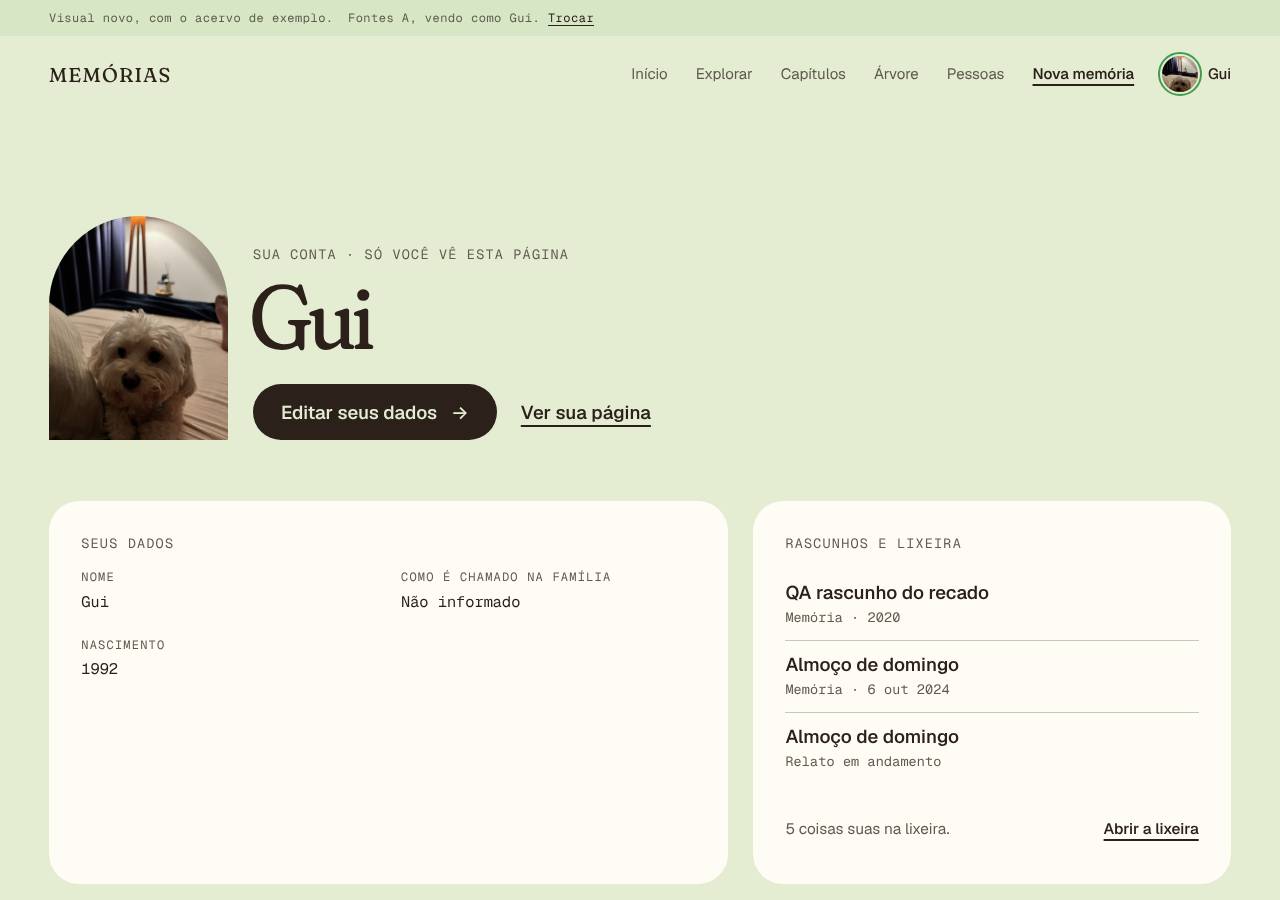 Visual novo, com o acervo de exemplo. Fontes A, vendo como Gui. Trocar
MEMÓRIAS
Início Explorar Capítulos Árvore Pessoas Nova memória Gui
SUA CONTA · SÓ VOCÊ VÊ ESTA PÁGINA
Gui
Editar seus dados → Ver sua página
SEUS DADOS
NOME
Gui
COMO É CHAMADO NA FAMÍLIA
Não informado
NASCIMENTO
1992
RASCUNHOS E LIXEIRA
QA rascunho do recado
Memória · 2020
Almoço de domingo
Memória · 6 out 2024
Almoço de domingo
Relato em andamento
5 coisas suas na lixeira. Abrir a lixeira